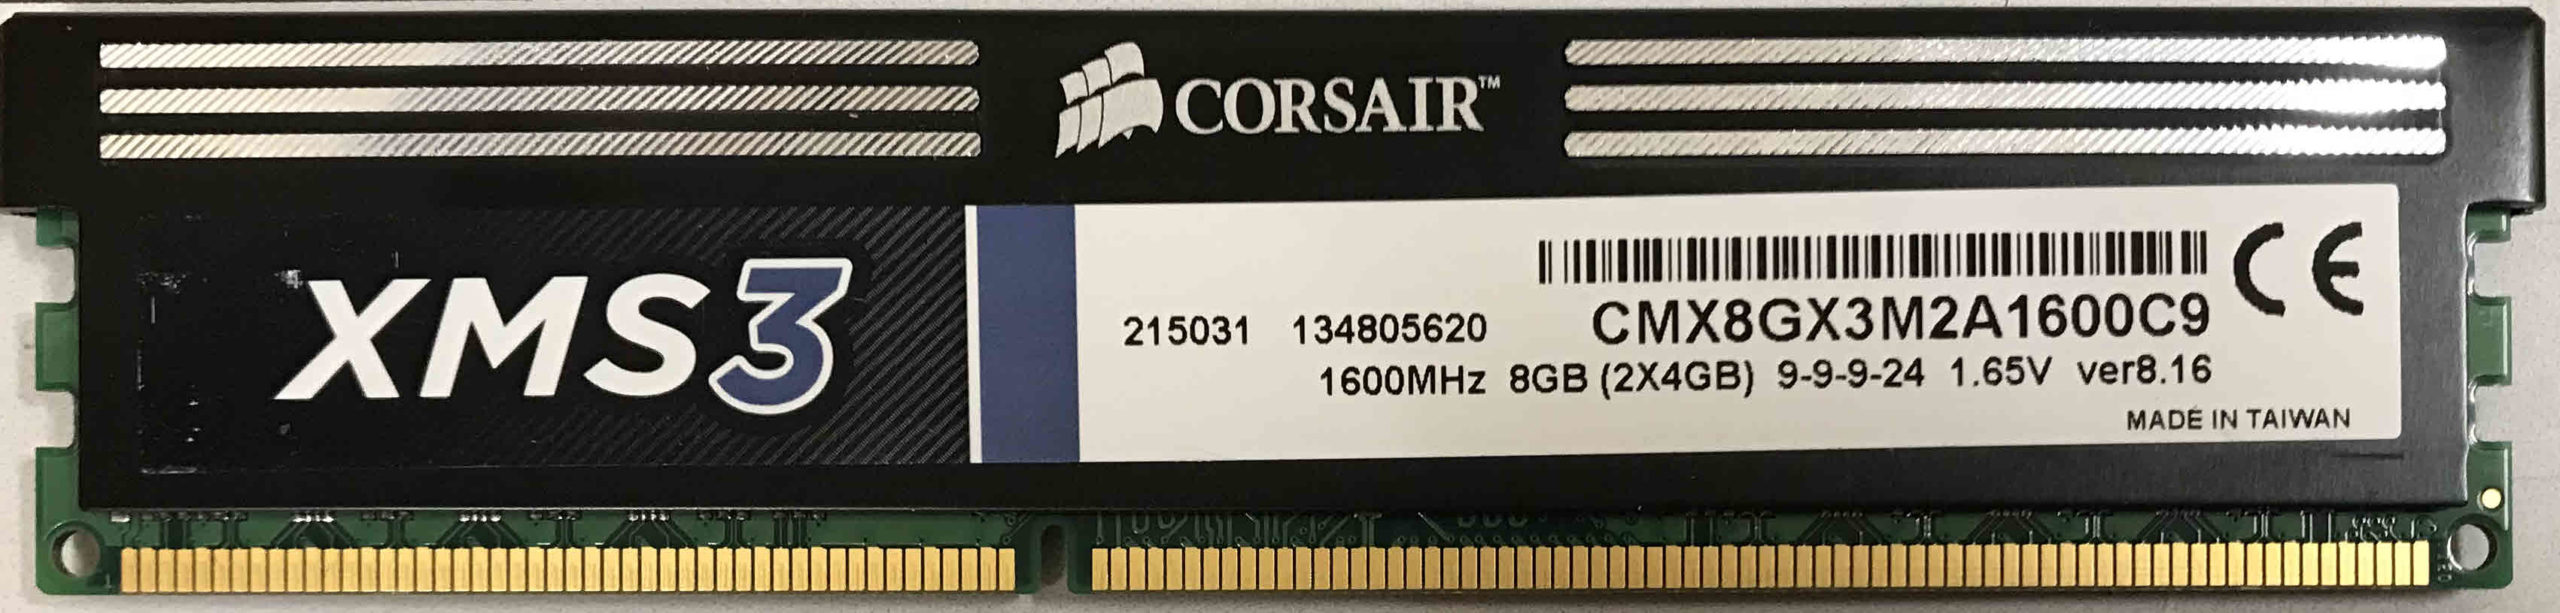 CORSAIR™
XMS3
CE
215031 134805620 CMX8GX3M2A1600C9
1600MHz 8GB (2X4GB) 9-9-9-24 1.65V ver8.16
MADE IN TAIWAN